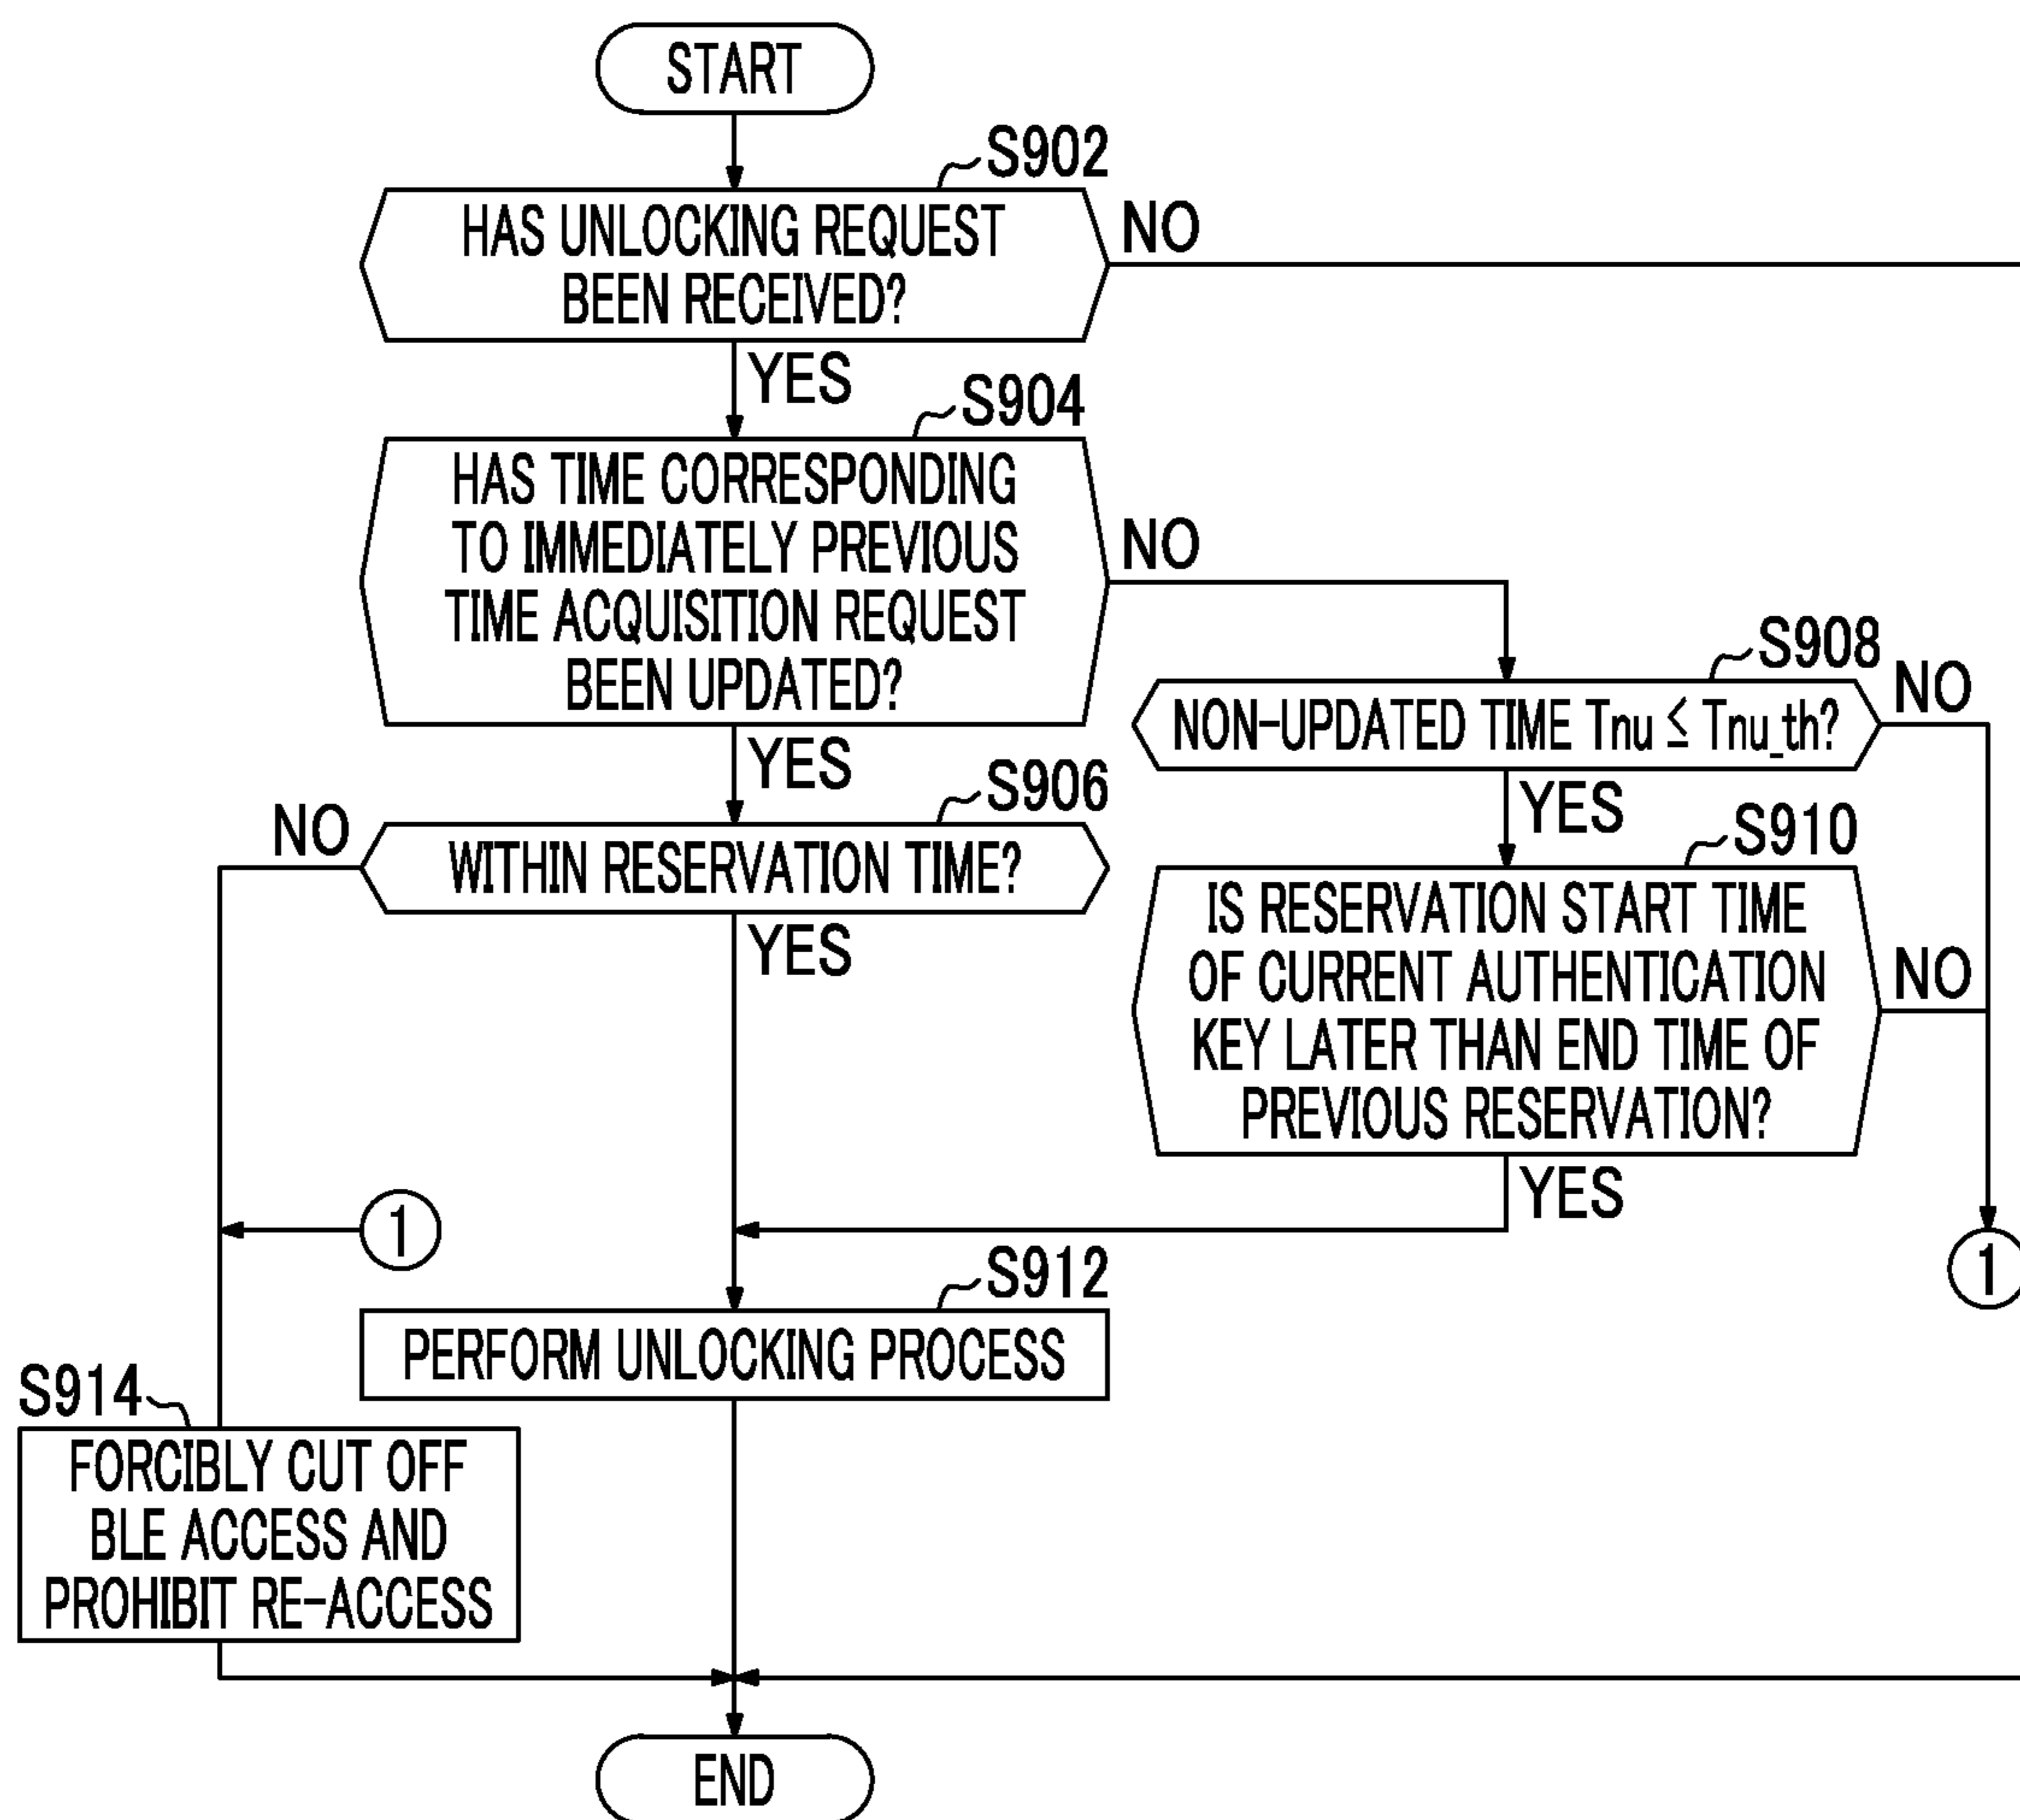 START
S902
HAS UNLOCKING REQUEST
BEEN RECEIVED?
NO
YES
S904
HAS TIME CORRESPONDING
TO IMMEDIATELY PREVIOUS
TIME ACQUISITION REQUEST
BEEN UPDATED?
NO
YES
S908
NON-UPDATED TIME Tnu ≦ Tnu_th?
NO
YES
S906
WITHIN RESERVATION TIME?
NO
YES
S910
IS RESERVATION START TIME
OF CURRENT AUTHENTICATION
KEY LATER THAN END TIME OF
PREVIOUS RESERVATION?
NO
YES
1
1
S912
PERFORM UNLOCKING PROCESS
S914
FORCIBLY CUT OFF
BLE ACCESS AND
PROHIBIT RE-ACCESS
END